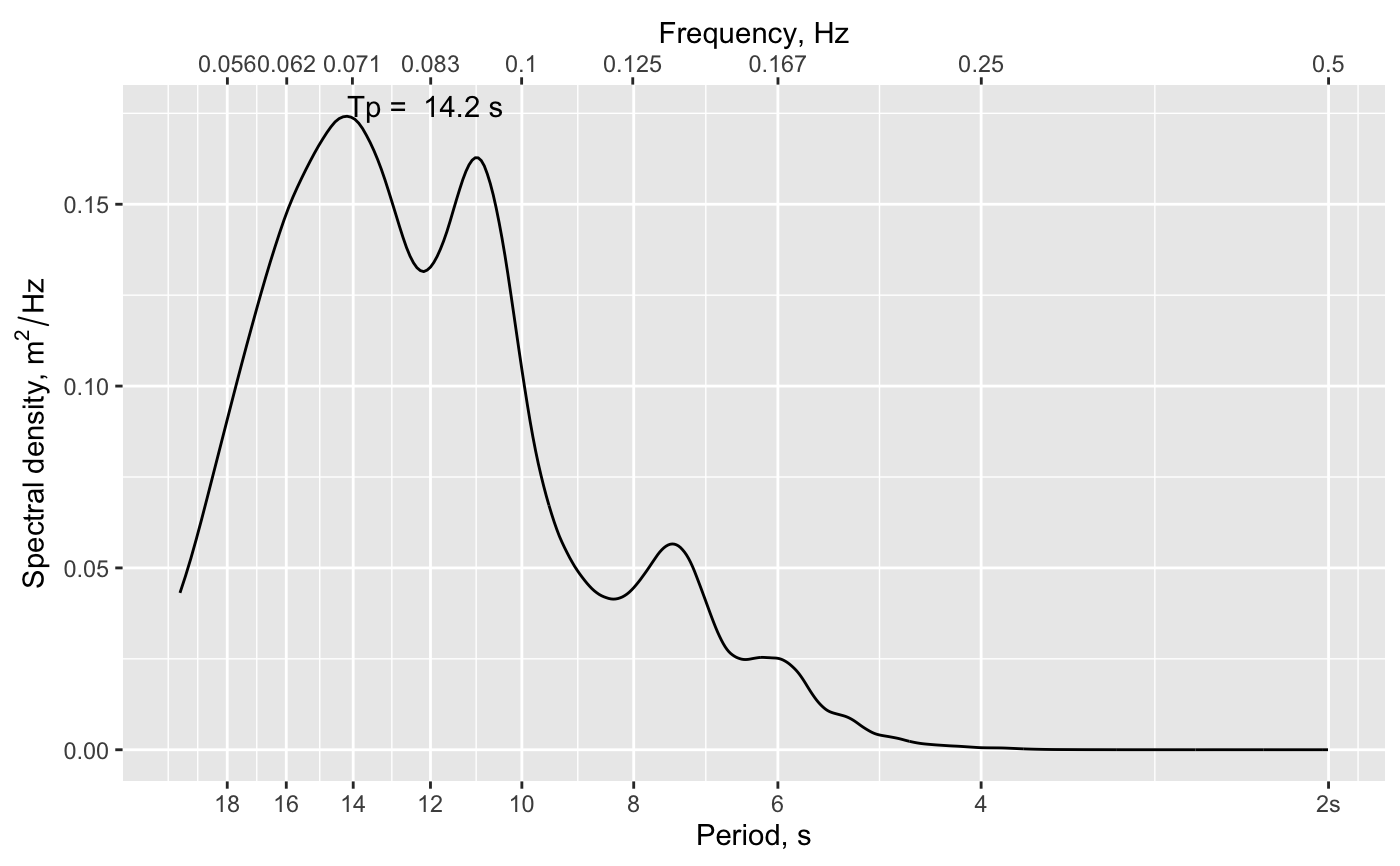 Frequency, Hz
0.056 0.062 0.071 0.083 0.1 0.125 0.167 0.25 0.5
Tp =  14.2 s
Spectral density, m²/Hz
0.15
0.10
0.05
0.00
18 16 14 12 10 8 6 4 2s
Period, s